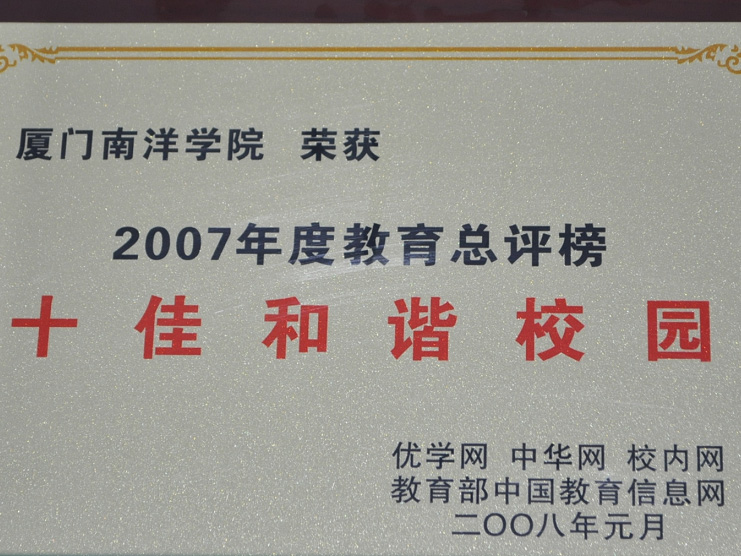 厦门南洋学院 荣获
2007年度教育总评榜
十佳和谐校园
优学网 中华网 校内网
教育部中国教育信息网
二〇〇八年元月